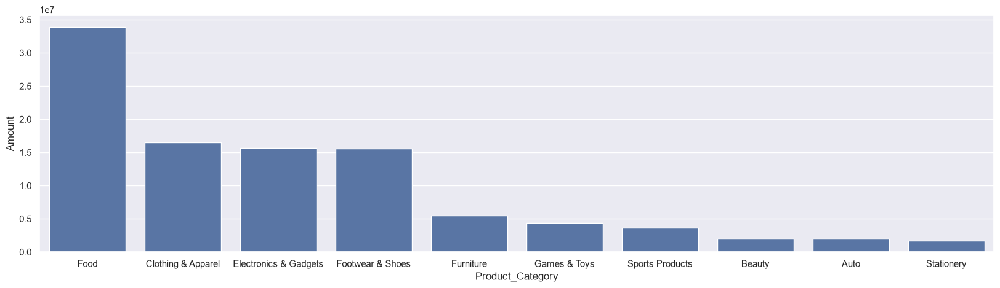 1e7
3.5
3.0
2.5
2.0
1.5
1.0
0.5
0.0
Amount
Food Clothing & Apparel Electronics & Gadgets Footwear & Shoes Furniture Games & Toys Sports Products Beauty Auto Stationery
Product_Category